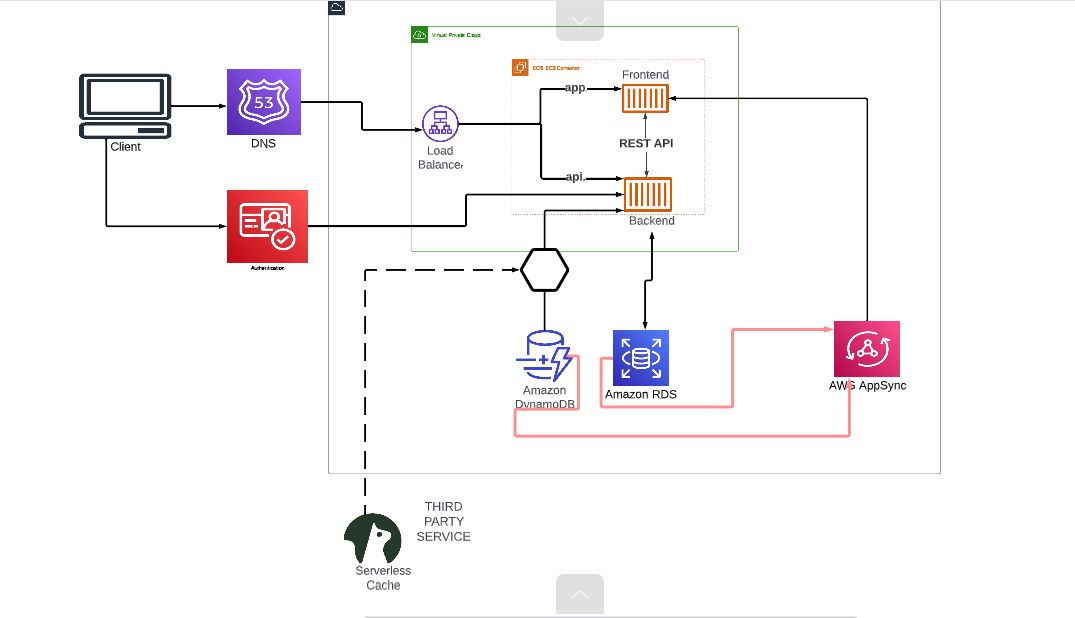 Virtual Private Cloud
ECS: EC2 Container
Frontend
app
53
DNS
Client
REST API
Load
Balancer
api.
Backend
Authentication
Amazon
DynamoDB
Amazon RDS
AWS AppSync
THIRD
PARTY
SERVICE
Serverless
Cache